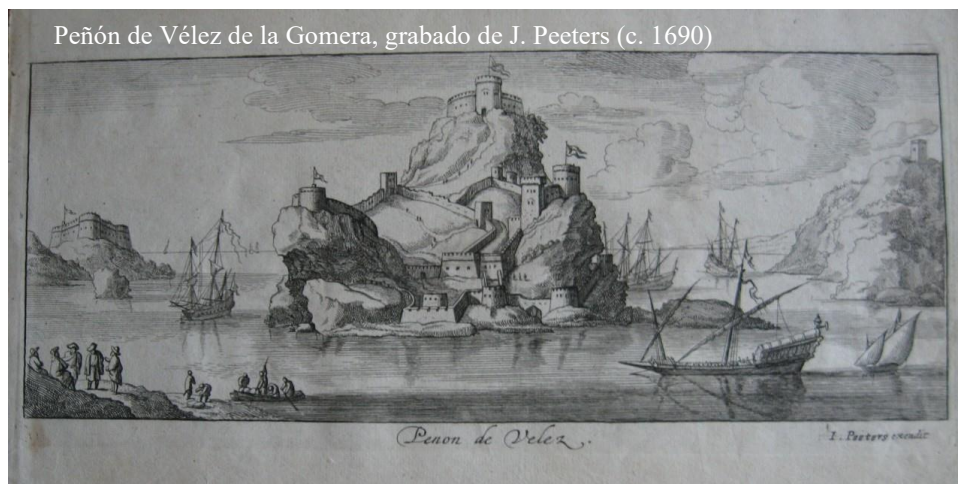 Peñón de Vélez de la Gomera, grabado de J. Peeters (c. 1690)
Penon de Velez.
I. Peeters excudit